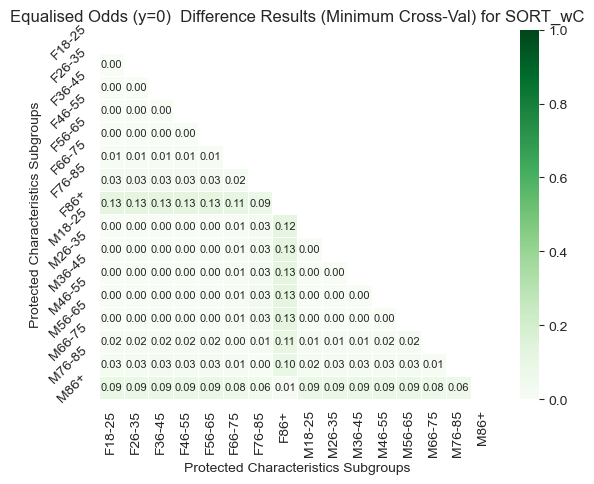 Equalised Odds (y=0)  Difference Results (Minimum Cross-Val) for SORT_wC
Protected Characteristics Subgroups
F18-25
F26-35 0.00
F36-45 0.00 0.00
F46-55 0.00 0.00 0.00
F56-65 0.00 0.00 0.00 0.00
F66-75 0.01 0.01 0.01 0.01 0.01
F76-85 0.03 0.03 0.03 0.03 0.03 0.02
F86+ 0.13 0.13 0.13 0.13 0.13 0.11 0.09
M18-25 0.00 0.00 0.00 0.00 0.00 0.01 0.03 0.12
M26-35 0.00 0.00 0.00 0.00 0.00 0.01 0.03 0.13 0.00
M36-45 0.00 0.00 0.00 0.00 0.00 0.01 0.03 0.13 0.00 0.00
M46-55 0.00 0.00 0.00 0.00 0.00 0.01 0.03 0.13 0.00 0.00 0.00
M56-65 0.00 0.00 0.00 0.00 0.00 0.01 0.03 0.13 0.00 0.00 0.00 0.00
M66-75 0.02 0.02 0.02 0.02 0.02 0.00 0.01 0.11 0.01 0.01 0.01 0.02 0.02
M76-85 0.03 0.03 0.03 0.03 0.03 0.01 0.00 0.10 0.02 0.03 0.03 0.03 0.03 0.01
M86+ 0.09 0.09 0.09 0.09 0.09 0.08 0.06 0.01 0.09 0.09 0.09 0.09 0.09 0.08 0.06
F18-25 F26-35 F36-45 F46-55 F56-65 F66-75 F76-85 F86+ M18-25 M26-35 M36-45 M46-55 M56-65 M66-75 M76-85 M86+
Protected Characteristics Subgroups
1.0
0.8
0.6
0.4
0.2
0.0